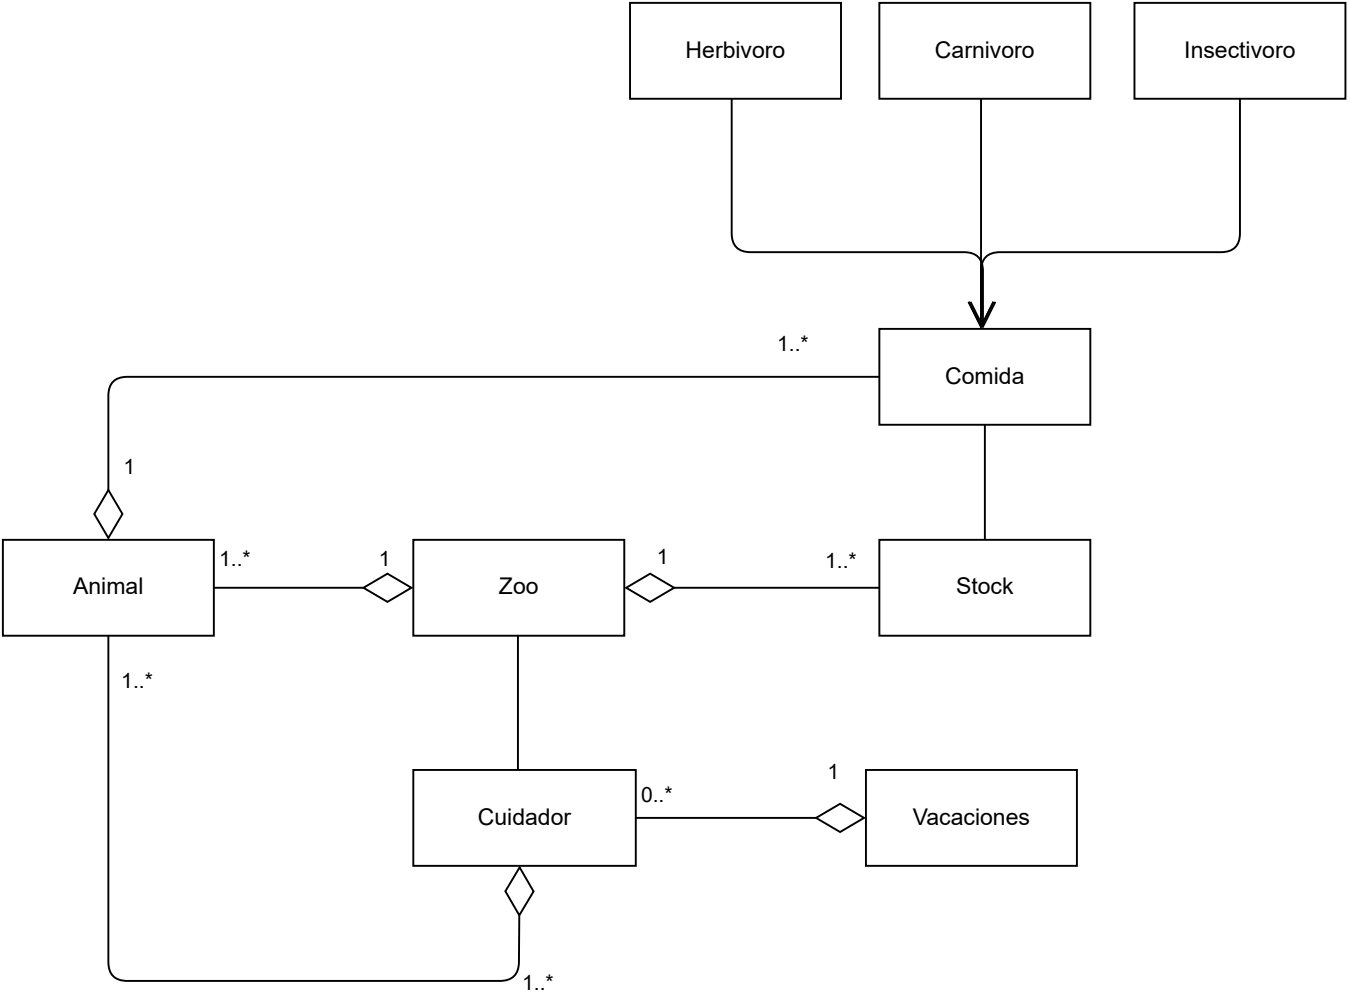 Herbivoro
Carnivoro
Insectivoro
1..*
Comida
1
1..*
1
1
1..*
Animal
Zoo
Stock
1..*
1
0..*
Cuidador
Vacaciones
1..*